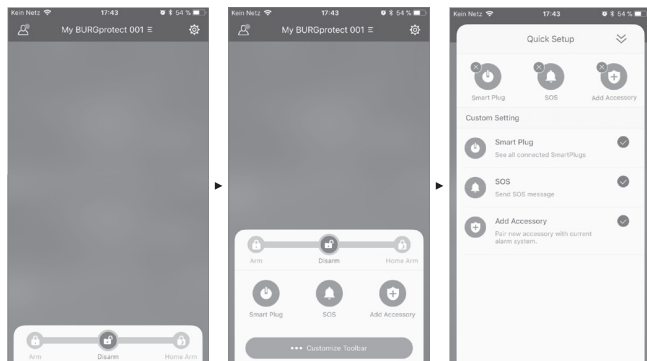 Kein Netz 17:43 54 %
My BURGprotect 001
Arm Disarm Home Arm
Kein Netz 17:43 54 %
My BURGprotect 001
Arm Disarm Home Arm
Smart Plug SOS Add Accessory
••• Customize Toolbar
Kein Netz 17:43 54 %
Quick Setup
Smart Plug SOS Add Accessory
Custom Setting
Smart Plug
See all connected SmartPlugs
SOS
Send SOS message
Add Accessory
Pair new accessory with current
alarm system.